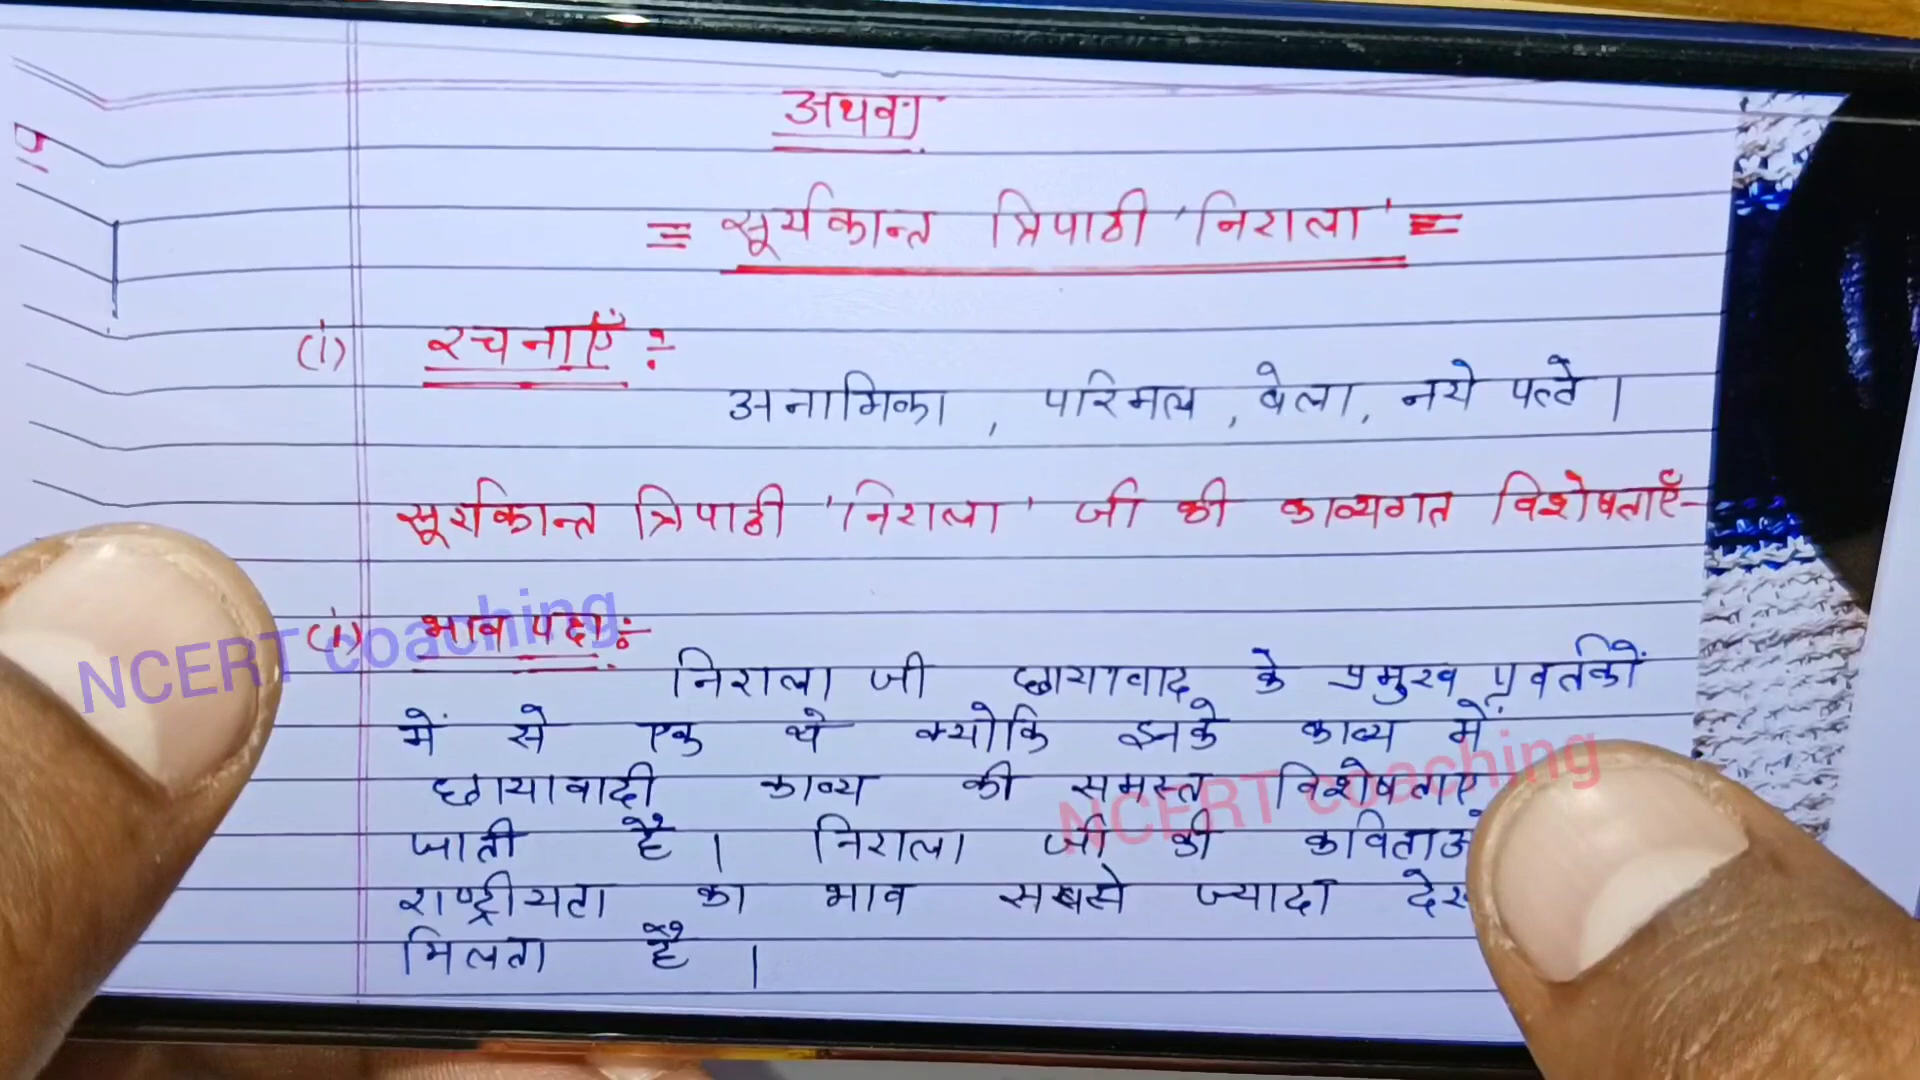 अथवा
= सूर्यकान्त त्रिपाठी 'निराला' =
(i) रचनाएँ :-
अनामिका, परिमल, बेला, नये पत्ते।
सूर्यकान्त त्रिपाठी 'निराला' जी की काव्यगत विशेषताएँ-
(i) भाव पक्ष :-
निराला जी छायावाद के प्रमुख प्रवर्तकों
में से एक थे क्योकि इनके काव्य में
छायावादी काव्य की समस्त विशेषताएँ
जाती है। निराला जी की
राष्ट्रीयता का भाव सबसे ज्यादा
मिलता है।
NCERT coaching
NCERT coaching